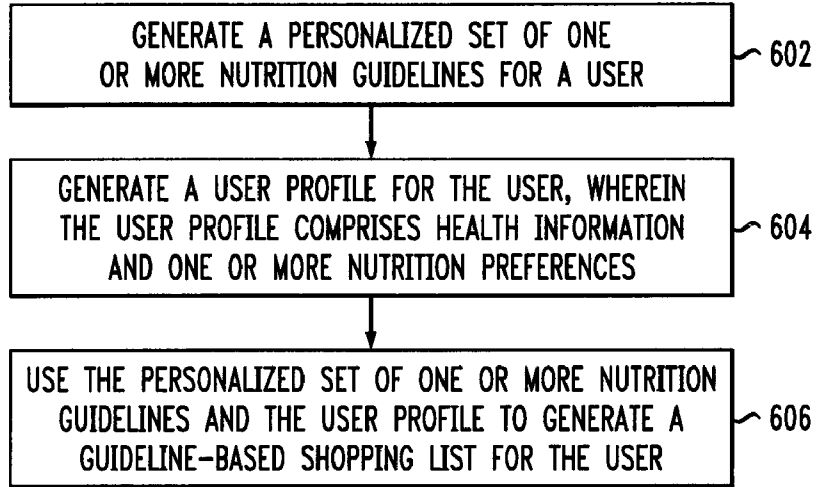 GENERATE A PERSONALIZED SET OF ONE
OR MORE NUTRITION GUIDELINES FOR A USER
602
GENERATE A USER PROFILE FOR THE USER, WHEREIN
THE USER PROFILE COMPRISES HEALTH INFORMATION
AND ONE OR MORE NUTRITION PREFERENCES
604
USE THE PERSONALIZED SET OF ONE OR MORE NUTRITION
GUIDELINES AND THE USER PROFILE TO GENERATE A
GUIDELINE-BASED SHOPPING LIST FOR THE USER
606